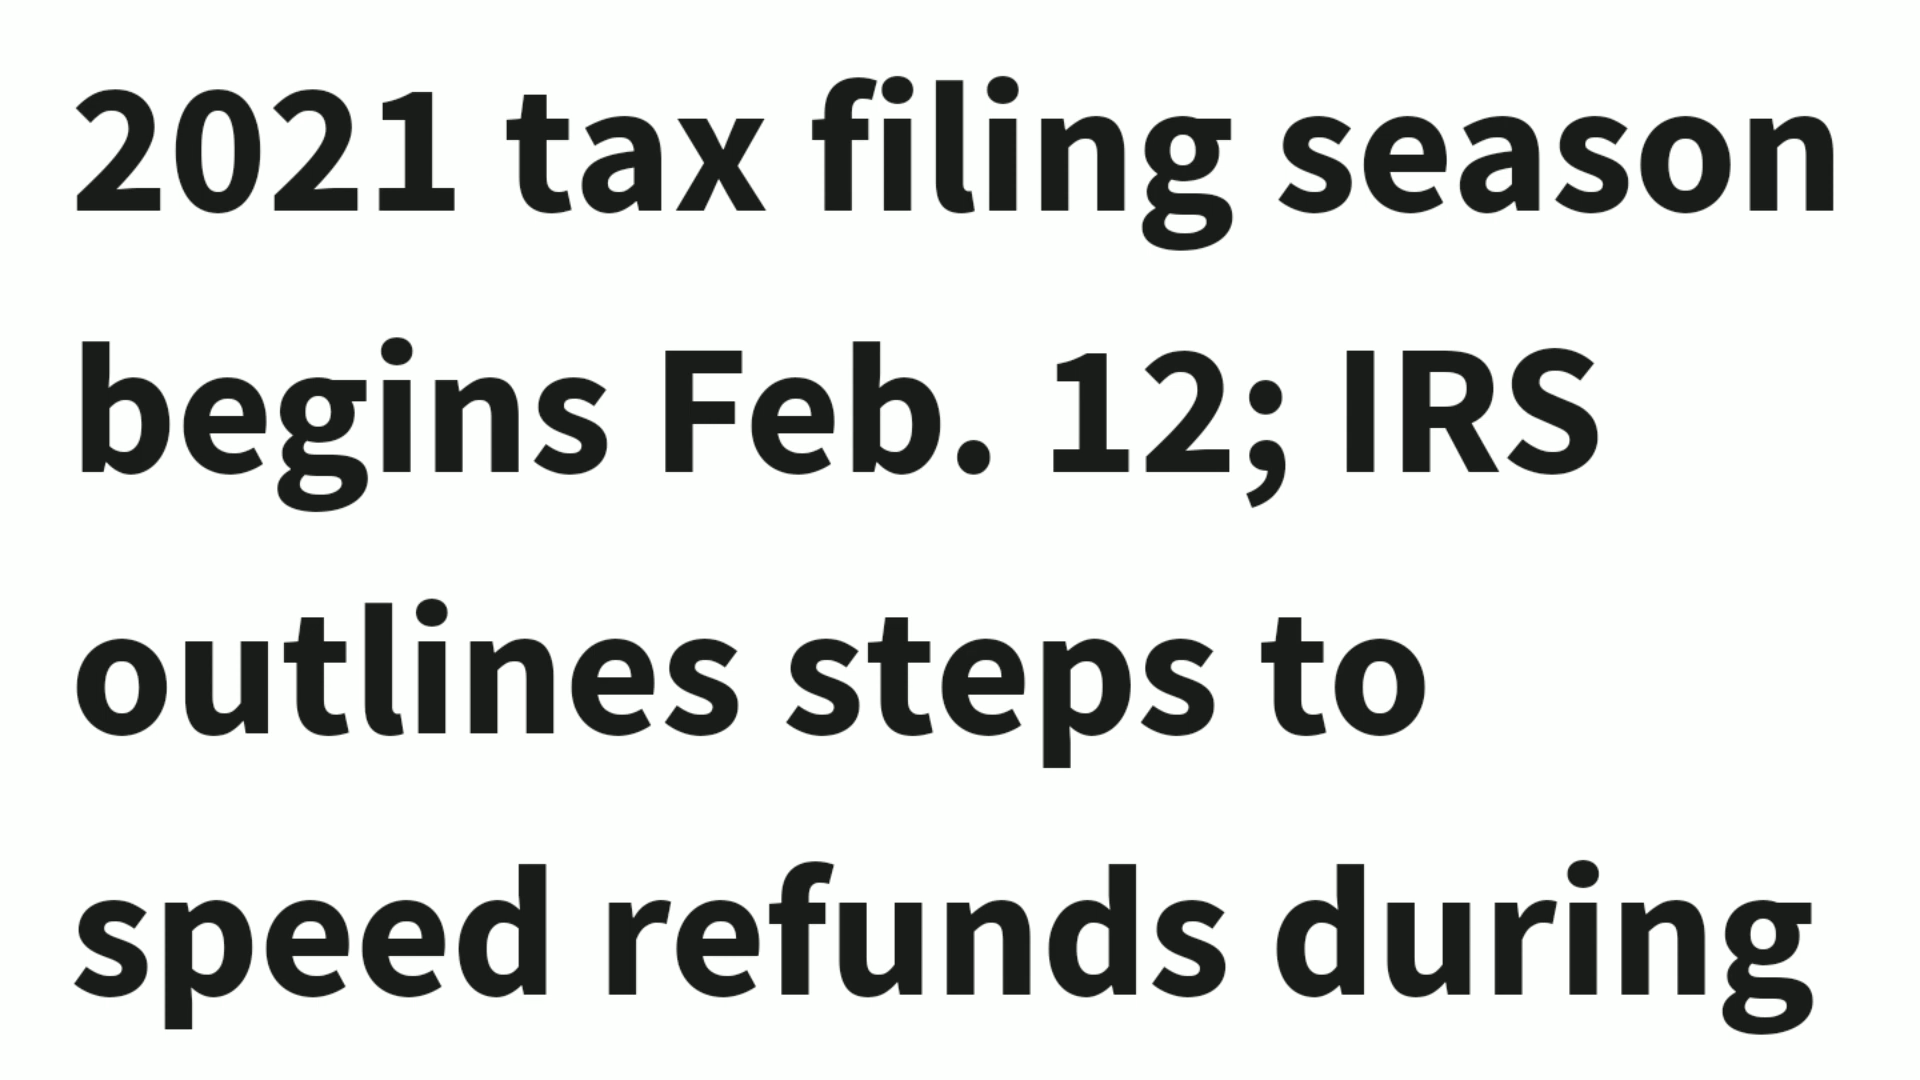 2021 tax filing season
begins Feb. 12; IRS
outlines steps to
speed refunds during